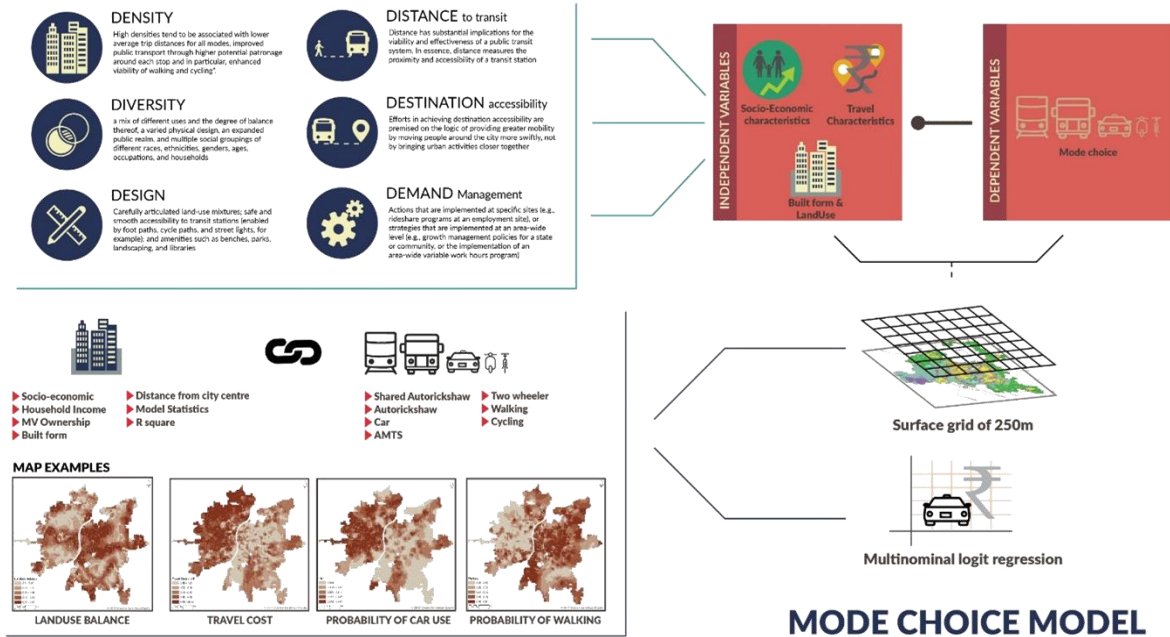 DENSITY
High densities tend to be associated with lower
average trip distances for all modes, improved
public transport through higher potential patronage
around each stop and in particular, enhanced
viability of walking and cycling".
DISTANCE to transit
Distance has substantial implications for the
viability and effectiveness of a public transit
system. In essence, distance measures the
proximity and accessibility of a transit station
DIVERSITY
a mix of different uses and the degree of balance
thereof, a varied physical design, an expanded
public realm, and multiple social groupings of
different races, ethnicities, genders, ages,
occupations, and households
DESTINATION accessibility
Efforts in achieving destination accessibility are
premised on the logic of providing greater mobility
by moving people around the city more swiftly, not
by bringing urban activities closer together
DESIGN
Carefully articulated land-use mixtures; safe and
smooth accessibility to transit stations (enabled
by foot paths, cycle paths, and street lights, for
example); and amenities such as benches, parks,
landscaping, and libraries
DEMAND Management
Actions that are implemented at specific sites (e.g.,
rideshare programs at an employment site), or
strategies that are implemented at an area-wide
level (e.g., growth management policies for a state
or community, or the implementation of an
area-wide variable work hours program)
INDEPENDENT VARIABLES
Socio-Economic
characteristics
Travel
Characteristics
Built form &
LandUse
DEPENDENT VARIABLES
Mode choice
Socio-economic
Household Income
MV Ownership
Built form
Distance from city centre
Model Statistics
R square
Shared Autorickshaw
Autorickshaw
Car
AMTS
Two wheeler
Walking
Cycling
MAP EXAMPLES
LANDUSE BALANCE
TRAVEL COST
PROBABILITY OF CAR USE
PROBABILITY OF WALKING
Surface grid of 250m
₹
Multinominal logit regression
MODE CHOICE MODEL